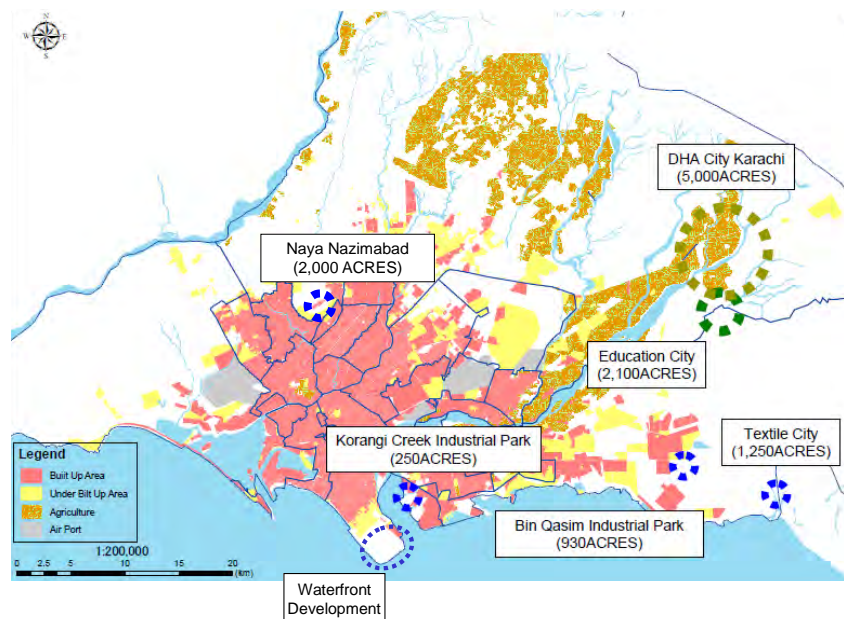 N
W E
S
DHA City Karachi
(5,000ACRES)
Naya Nazimabad
(2,000 ACRES)
Education City
(2,100ACRES)
Textile City
(1,250ACRES)
Korangi Creek Industrial Park
(250ACRES)
Bin Qasim Industrial Park
(930ACRES)
Legend
Built Up Area
Under Bilt Up Area
Agriculture
Air Port
1:200,000
0 2.5 5 10 15 20
(km)
Waterfront
Development